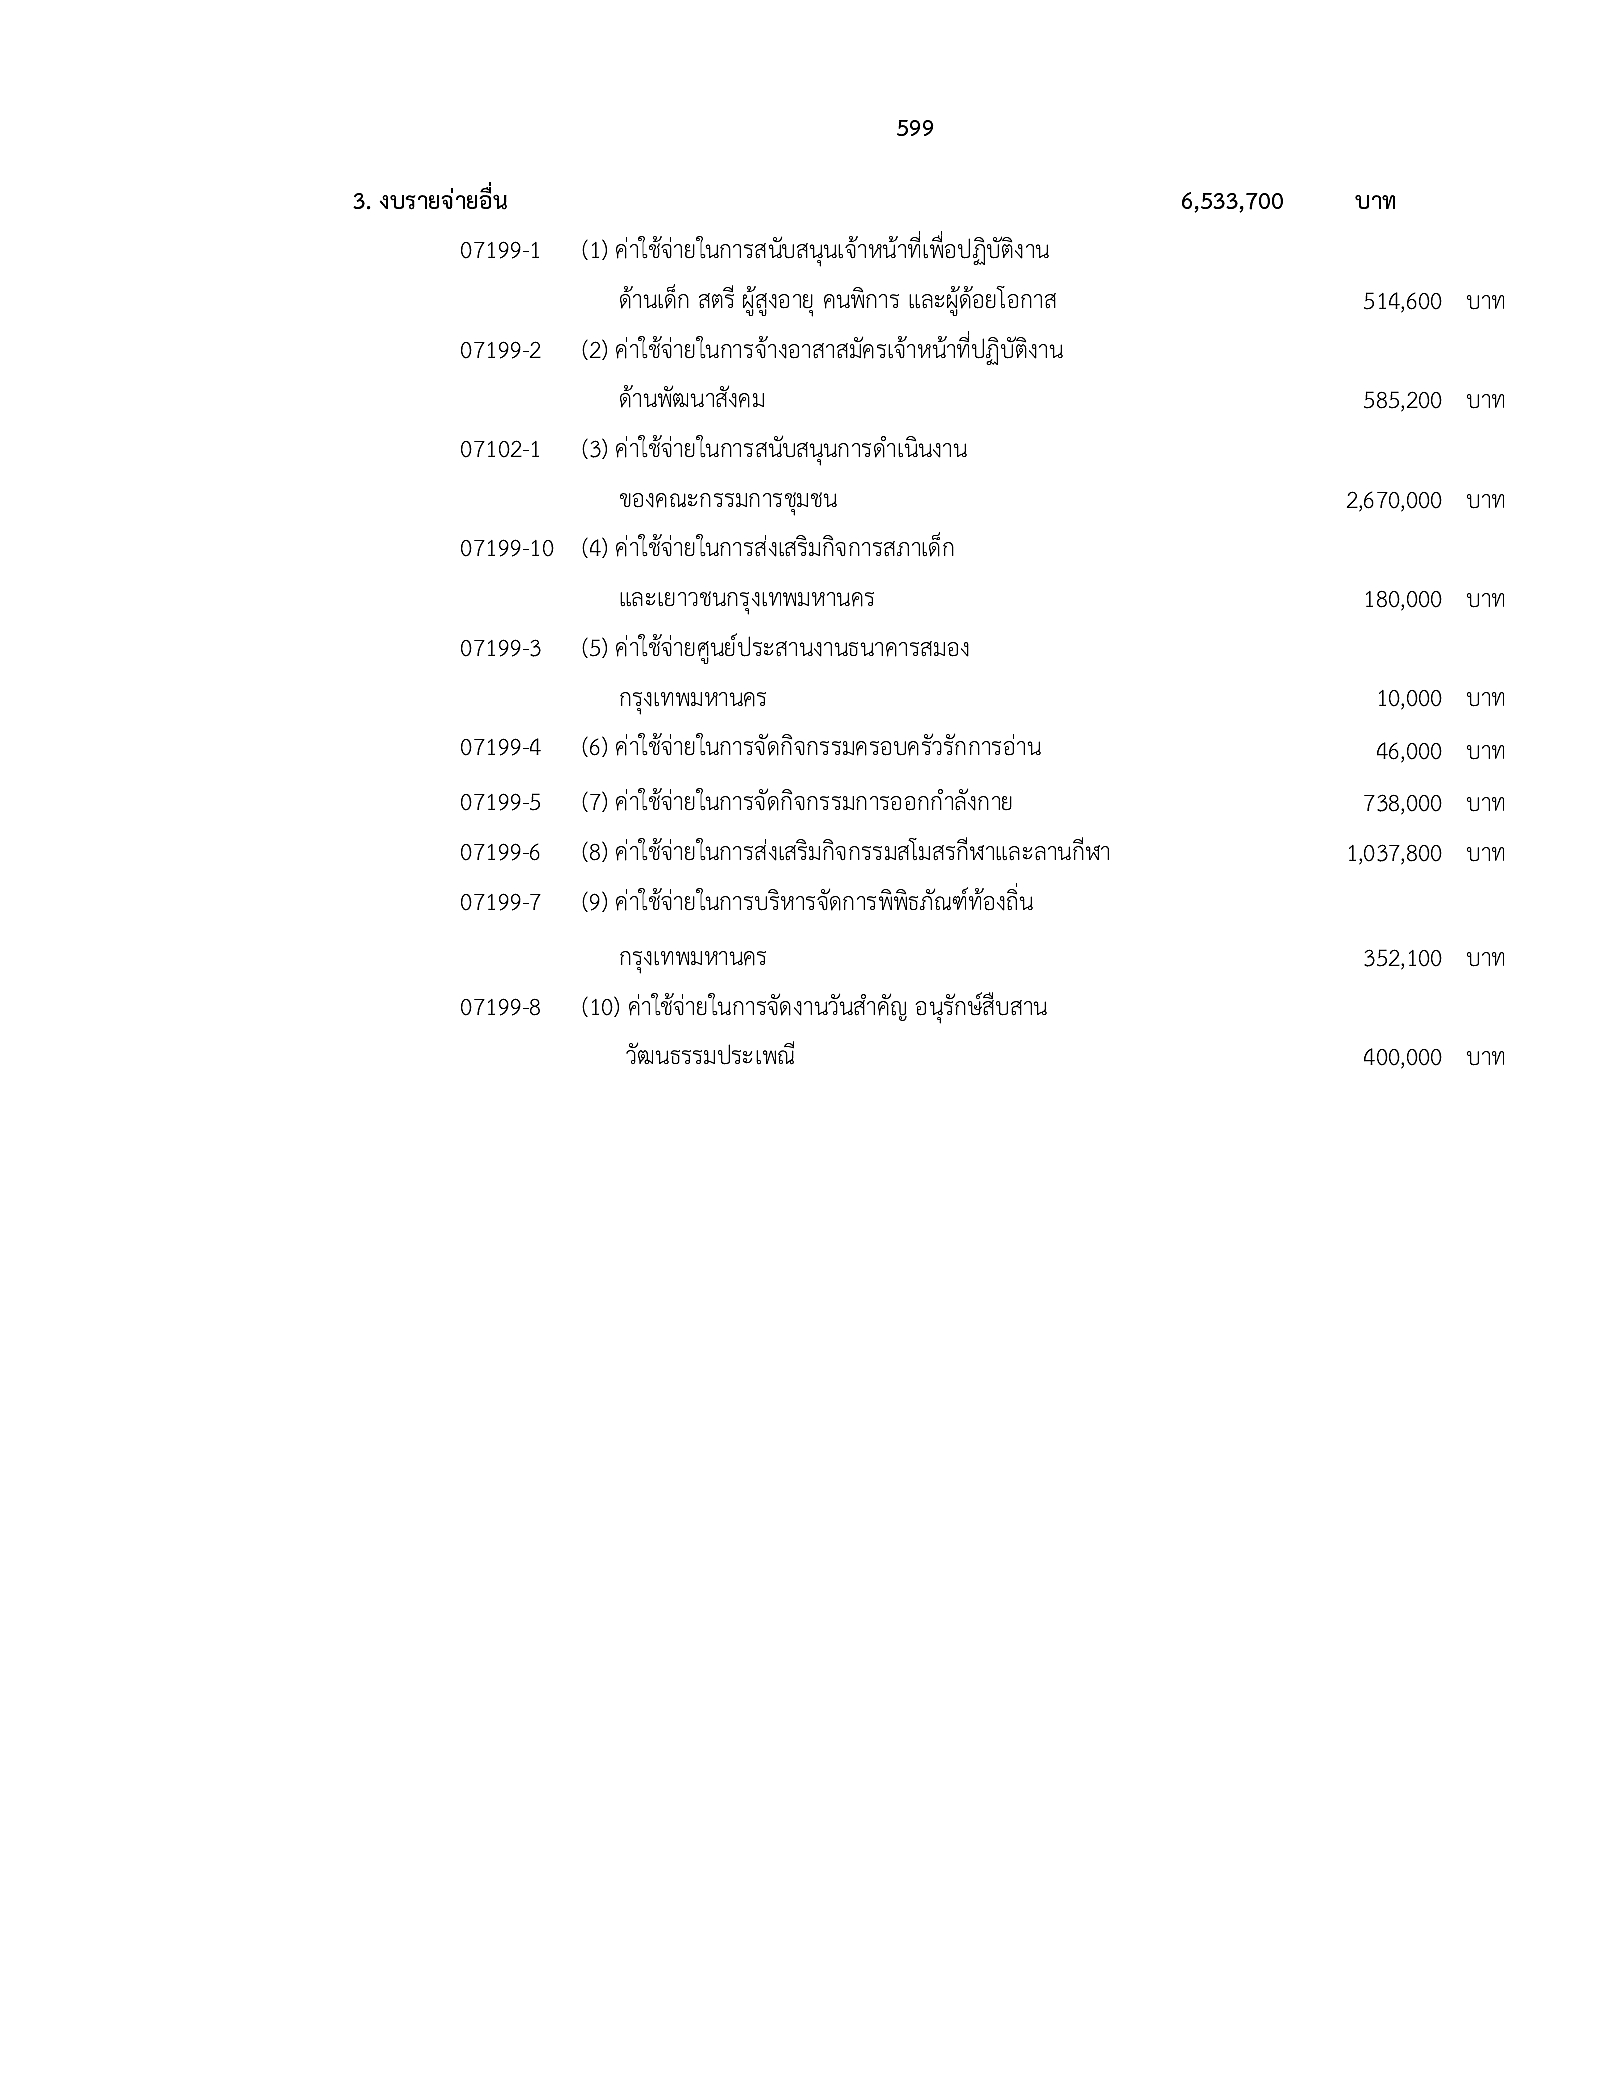 599
3. งบรายจ่ายอื่น 6,533,700 บาท
07199-1 (1) ค่าใช้จ่ายในการสนับสนุนเจ้าหน้าที่เพื่อปฏิบัติงาน
ด้านเด็ก สตรี ผู้สูงอายุ คนพิการ และผู้ด้อยโอกาส 514,600 บาท
07199-2 (2) ค่าใช้จ่ายในการจ้างอาสาสมัครเจ้าหน้าที่ปฏิบัติงาน
ด้านพัฒนาสังคม 585,200 บาท
07102-1 (3) ค่าใช้จ่ายในการสนับสนุนการดำเนินงาน
ของคณะกรรมการชุมชน 2,670,000 บาท
07199-10 (4) ค่าใช้จ่ายในการส่งเสริมกิจการสภาเด็ก
และเยาวชนกรุงเทพมหานคร 180,000 บาท
07199-3 (5) ค่าใช้จ่ายศูนย์ประสานงานธนาคารสมอง
กรุงเทพมหานคร 10,000 บาท
07199-4 (6) ค่าใช้จ่ายในการจัดกิจกรรมครอบครัวรักการอ่าน 46,000 บาท
07199-5 (7) ค่าใช้จ่ายในการจัดกิจกรรมการออกกำลังกาย 738,000 บาท
07199-6 (8) ค่าใช้จ่ายในการส่งเสริมกิจกรรมสโมสรกีฬาและลานกีฬา 1,037,800 บาท
07199-7 (9) ค่าใช้จ่ายในการบริหารจัดการพิพิธภัณฑ์ท้องถิ่น
กรุงเทพมหานคร 352,100 บาท
07199-8 (10) ค่าใช้จ่ายในการจัดงานวันสำคัญ อนุรักษ์สืบสาน
วัฒนธรรมประเพณี 400,000 บาท